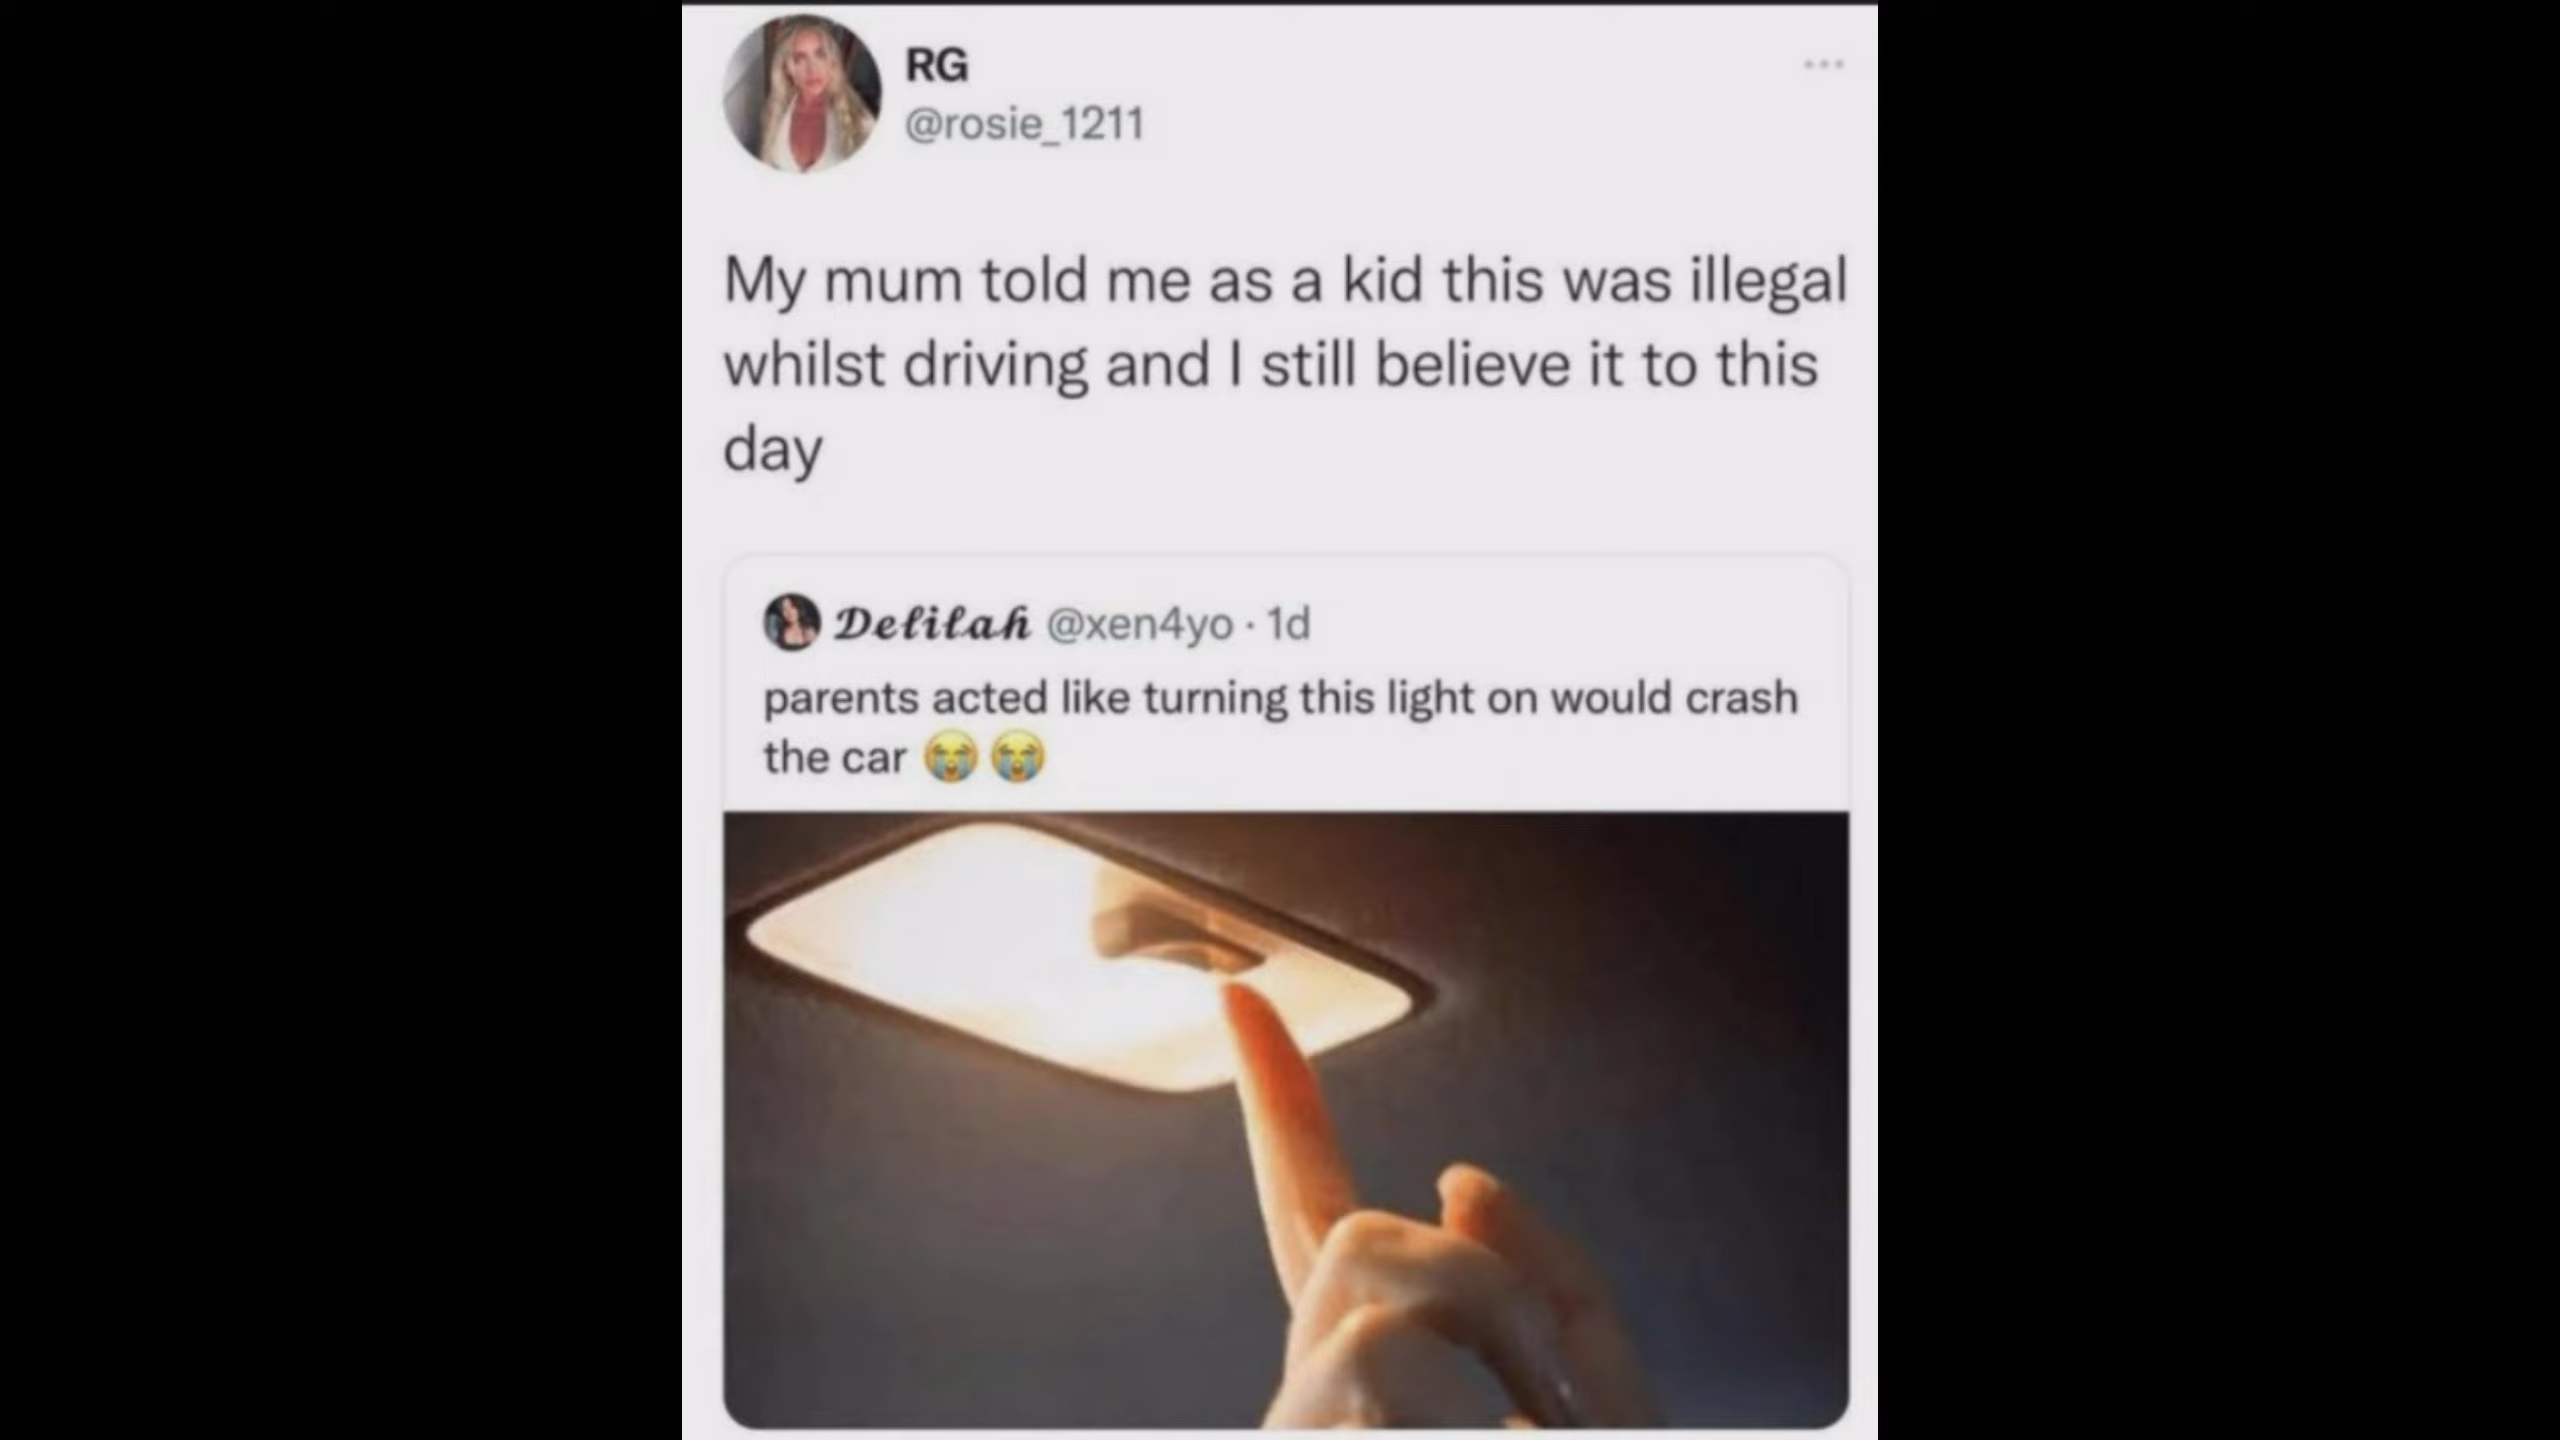 RG
@rosie_1211
My mum told me as a kid this was illegal
whilst driving and I still believe it to this
day
Delilah @xen4yo · 1d
parents acted like turning this light on would crash
the car 😭😭